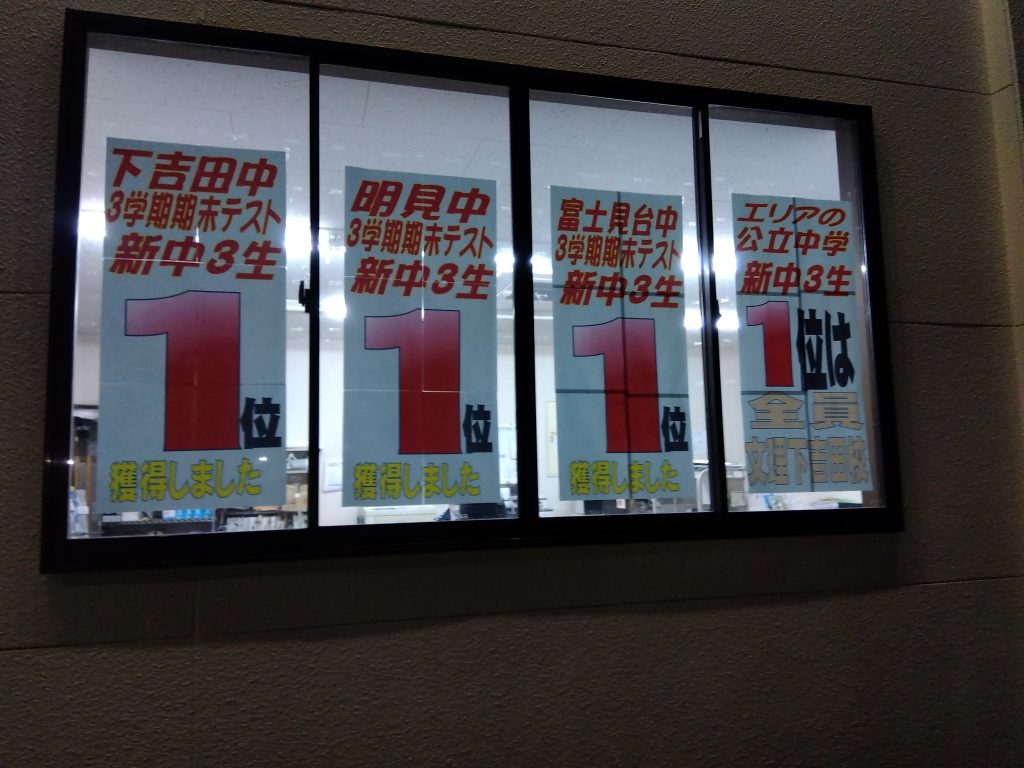 下吉田中
3学期期末テスト
新中3生
1位
獲得しました
明見中
3学期期末テスト
新中3生
1位
獲得しました
富士見台中
3学期期末テスト
新中3生
1位
獲得しました
エリアの
公立中学
新中3生
1位は
全員
文理下吉田校